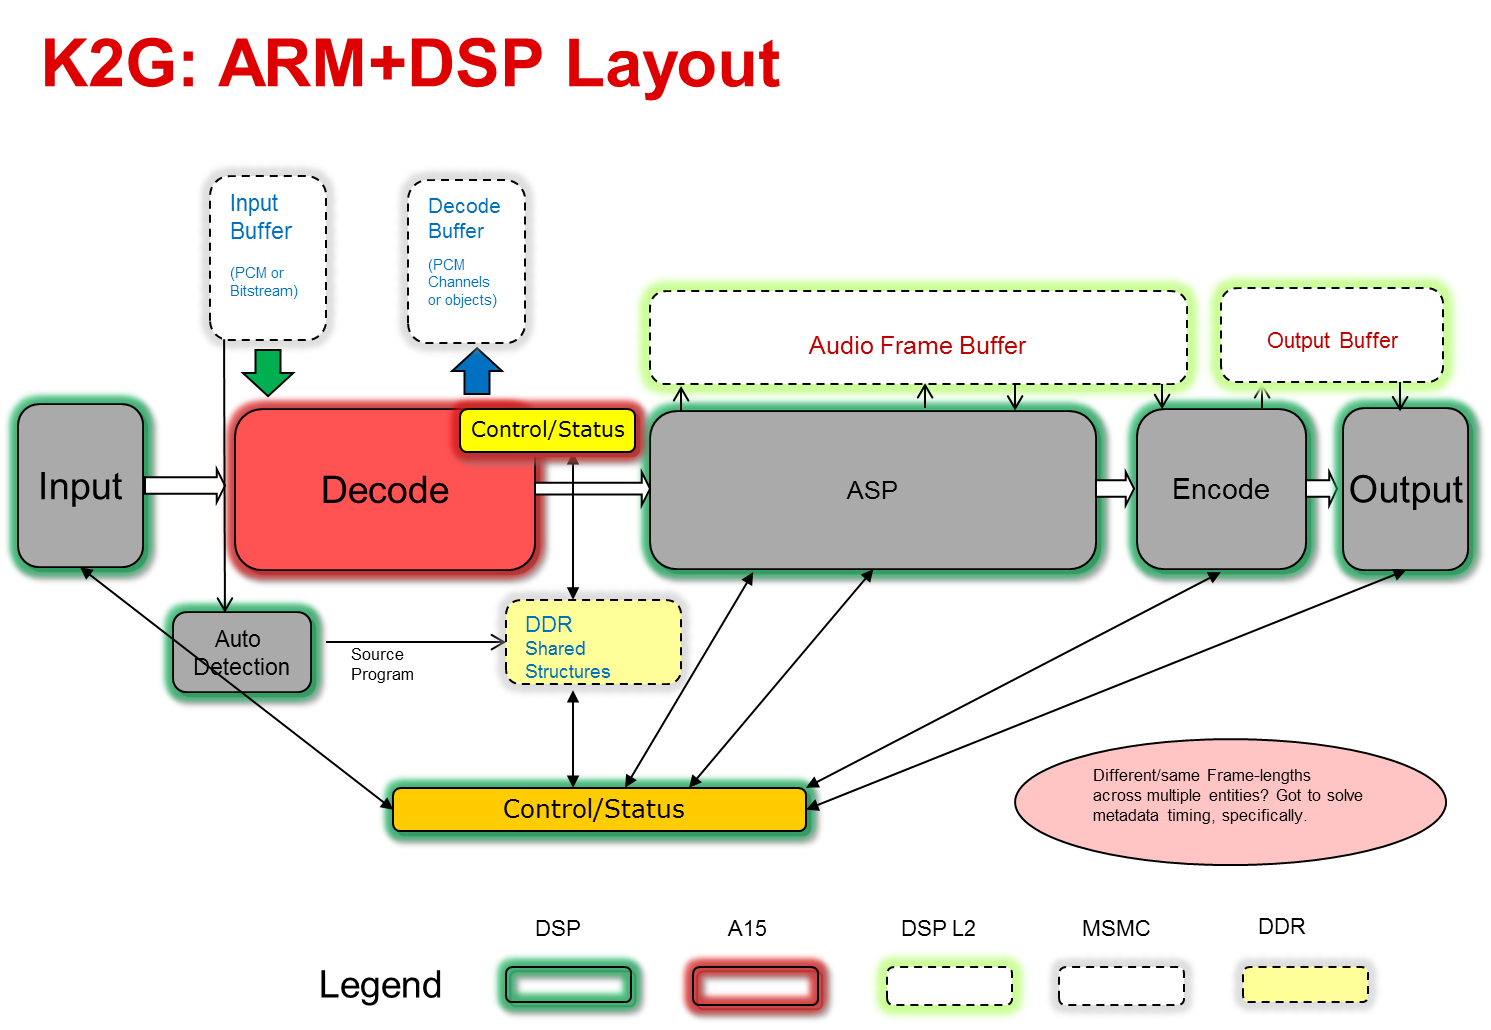 K2G: ARM+DSP Layout
Input
Buffer
(PCM or
Bitstream)
Decode
Buffer
(PCM
Channels
or objects)
Audio Frame Buffer
Output Buffer
Control/Status
Input
Decode
ASP
Encode
Output
Auto
Detection
Source
Program
DDR
Shared
Structures
Control/Status
Different/same Frame-lengths
across multiple entities? Got to solve
metadata timing, specifically.
DSP
A15
DSP L2
MSMC
DDR
Legend